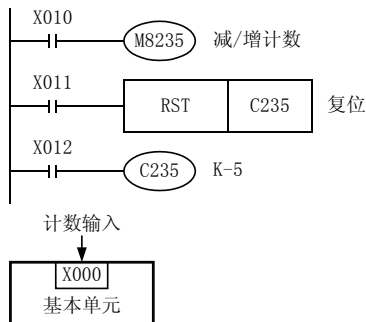 X010
M8235 减/增计数
X011
RST C235 复位
X012
C235 K-5
计数输入
X000
基本单元